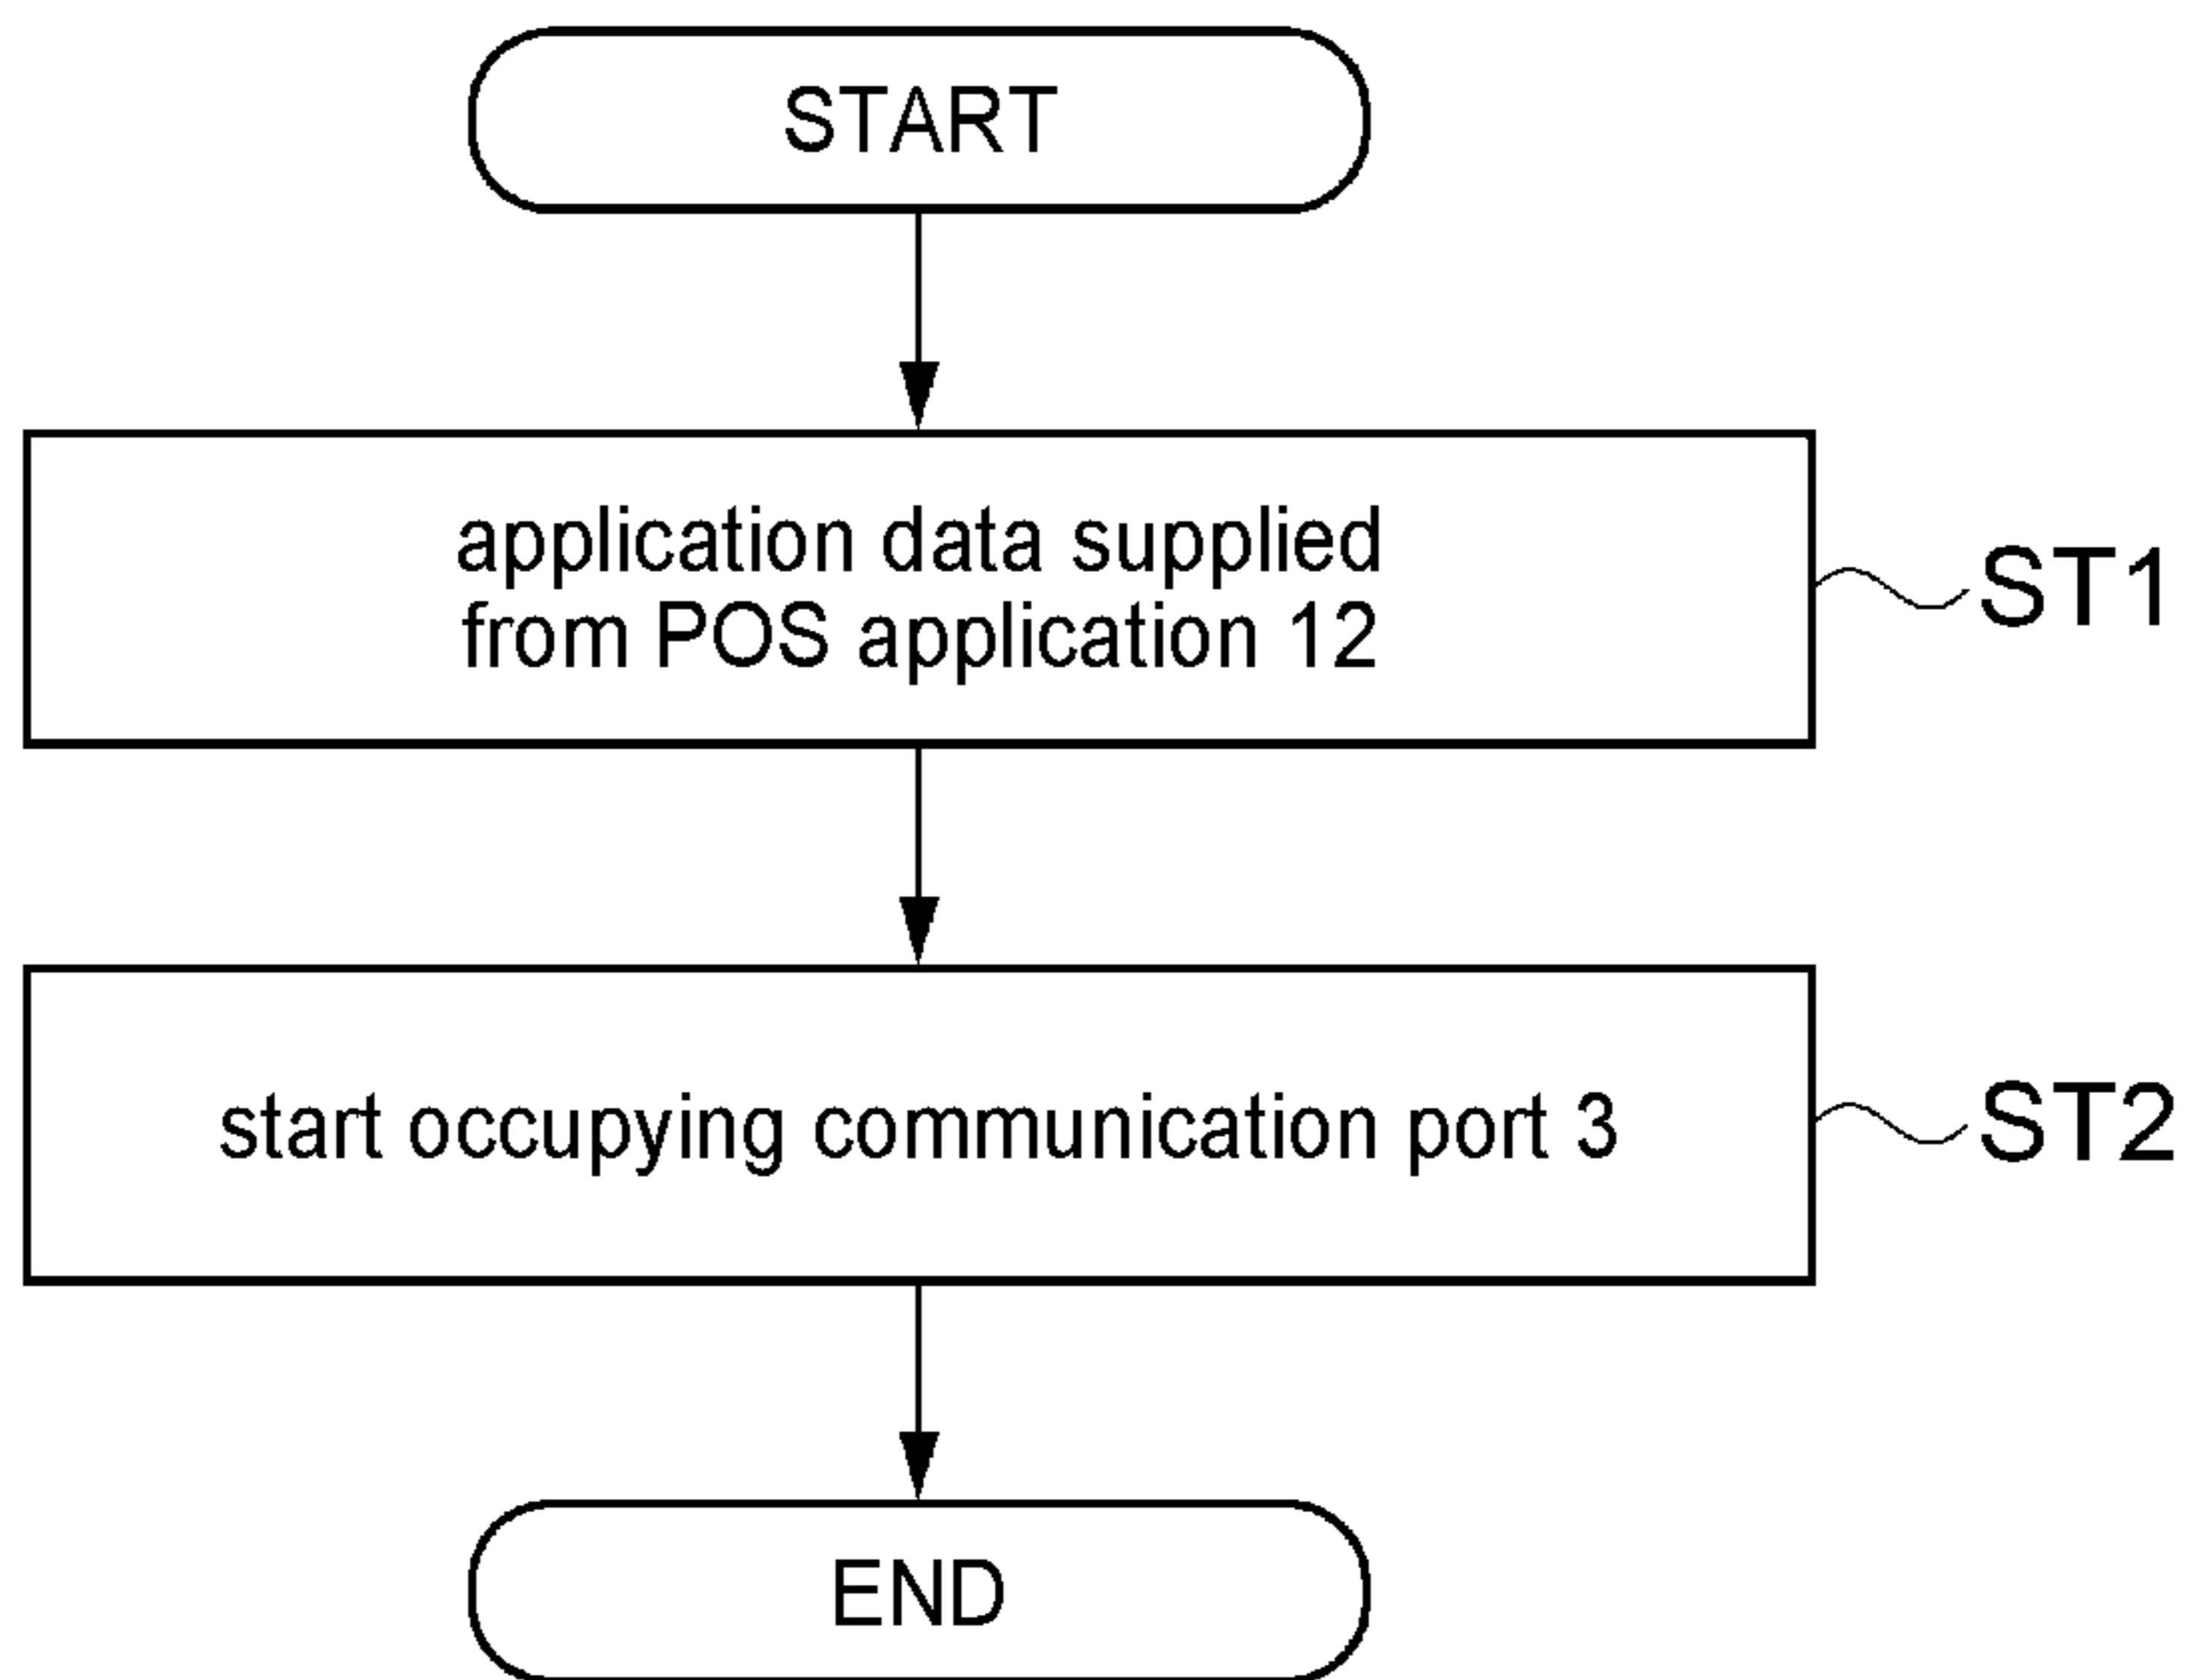 START
application data supplied
from POS application 12
ST1
start occupying communication port 3
ST2
END